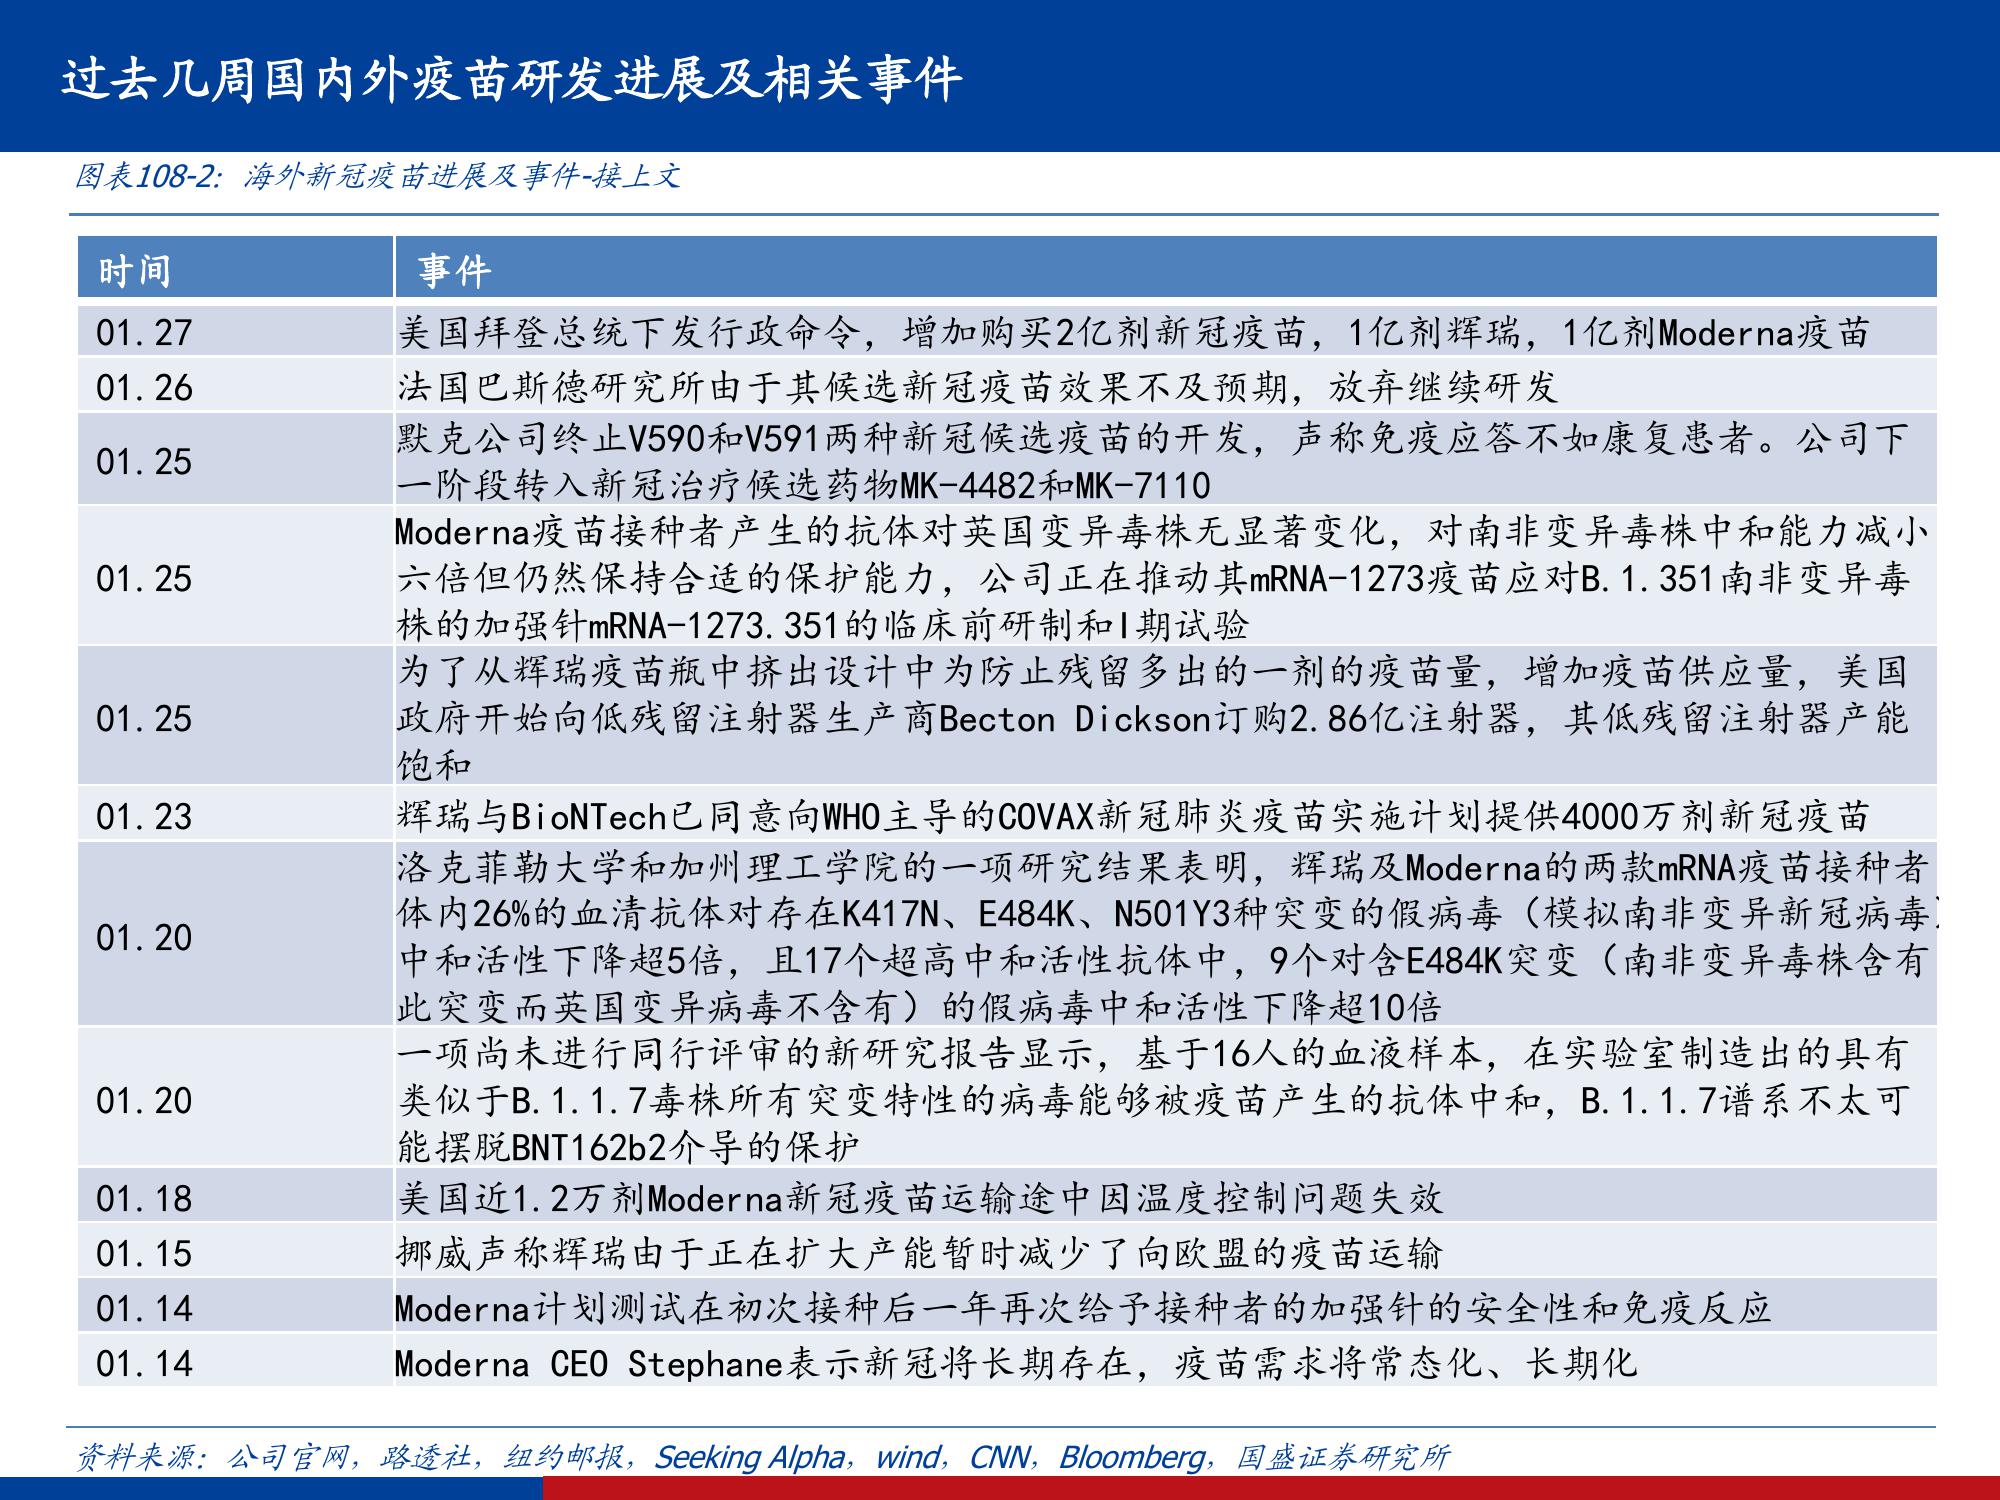 过去几周国内外疫苗研发进展及相关事件
图表108-2：海外新冠疫苗进展及事件-接上文
时间 事件
01.27 美国拜登总统下发行政命令，增加购买2亿剂新冠疫苗，1亿剂辉瑞，1亿剂Moderna疫苗
01.26 法国巴斯德研究所由于其候选新冠疫苗效果不及预期，放弃继续研发
01.25 默克公司终止V590和V591两种新冠候选疫苗的开发，声称免疫应答不如康复患者。公司下
一阶段转入新冠治疗候选药物MK-4482和MK-7110
01.25 Moderna疫苗接种者产生的抗体对英国变异毒株无显著变化，对南非变异毒株中和能力减小
六倍但仍然保持合适的保护能力，公司正在推动其mRNA-1273疫苗应对B.1.351南非变异毒
株的加强针mRNA-1273.351的临床前研制和I期试验
01.25 为了从辉瑞疫苗瓶中挤出设计中为防止残留多出的一剂的疫苗量，增加疫苗供应量，美国
政府开始向低残留注射器生产商Becton Dickson订购2.86亿注射器，其低残留注射器产能
饱和
01.23 辉瑞与BioNTech已同意向WHO主导的COVAX新冠肺炎疫苗实施计划提供4000万剂新冠疫苗
01.20 洛克菲勒大学和加州理工学院的一项研究结果表明，辉瑞及Moderna的两款mRNA疫苗接种者
体内26%的血清抗体对存在K417N、E484K、N501Y3种突变的假病毒（模拟南非变异新冠病毒）
中和活性下降超5倍，且17个超高中和活性抗体中，9个对含E484K突变（南非变异毒株含有
此突变而英国变异病毒不含有）的假病毒中和活性下降超10倍
01.20 一项尚未进行同行评审的新研究报告显示，基于16人的血液样本，在实验室制造出的具有
类似于B.1.1.7毒株所有突变特性的病毒能够被疫苗产生的抗体中和，B.1.1.7谱系不太可
能摆脱BNT162b2介导的保护
01.18 美国近1.2万剂Moderna新冠疫苗运输途中因温度控制问题失效
01.15 挪威声称辉瑞由于正在扩大产能暂时减少了向欧盟的疫苗运输
01.14 Moderna计划测试在初次接种后一年再次给予接种者的加强针的安全性和免疫反应
01.14 Moderna CEO Stephane表示新冠将长期存在，疫苗需求将常态化、长期化
资料来源：公司官网，路透社，纽约邮报，Seeking Alpha，wind，CNN，Bloomberg，国盛证券研究所